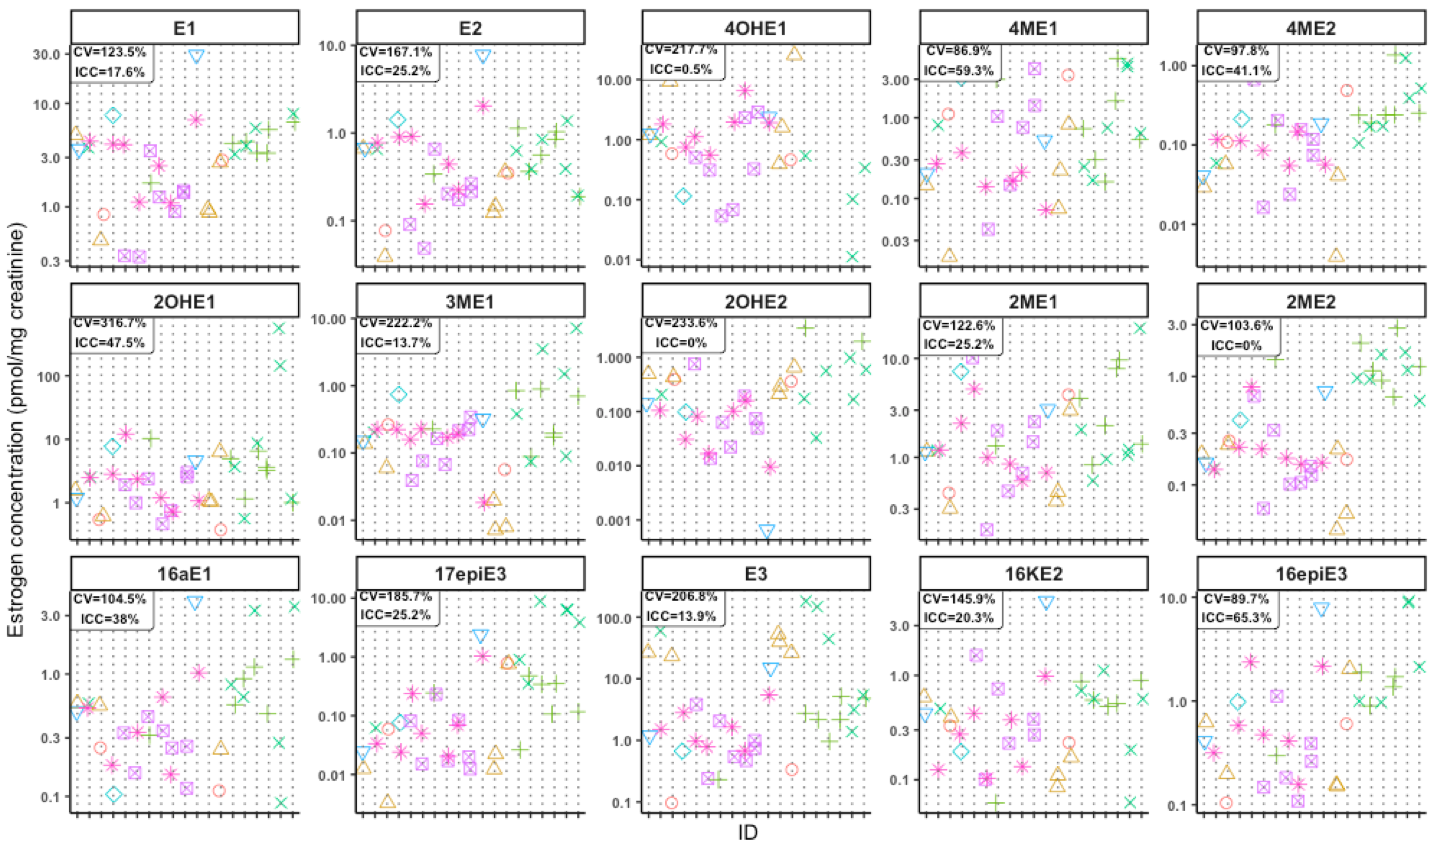 Estrogen concentration (pmol/mg creatinine)
E1
CV=123.5%
ICC=17.6%
30.0
10.0
3.0
1.0
0.3
E2
CV=167.1%
ICC=25.2%
10.0
1.0
0.1
4OHE1
CV=217.7%
ICC=0.5%
10.00
1.00
0.10
0.01
4ME1
CV=86.9%
ICC=59.3%
3.00
1.00
0.30
0.10
0.03
4ME2
CV=97.8%
ICC=41.1%
1.00
0.10
0.01
2OHE1
CV=316.7%
ICC=47.5%
100
10
1
3ME1
CV=222.2%
ICC=13.7%
10.00
1.00
0.10
0.01
2OHE2
CV=233.6%
ICC=0%
1.000
0.100
0.010
0.001
2ME1
CV=122.6%
ICC=25.2%
10.0
3.0
1.0
0.3
2ME2
CV=103.6%
ICC=0%
3.0
1.0
0.3
0.1
16aE1
CV=104.5%
ICC=38%
3.0
1.0
0.3
0.1
17epiE3
CV=185.7%
ICC=25.2%
10.00
1.00
0.10
0.01
E3
CV=206.8%
ICC=13.9%
100.0
10.0
1.0
0.1
16KE2
CV=145.9%
ICC=20.3%
3.0
1.0
0.3
0.1
16epiE3
CV=89.7%
ICC=65.3%
10.0
1.0
0.1
ID